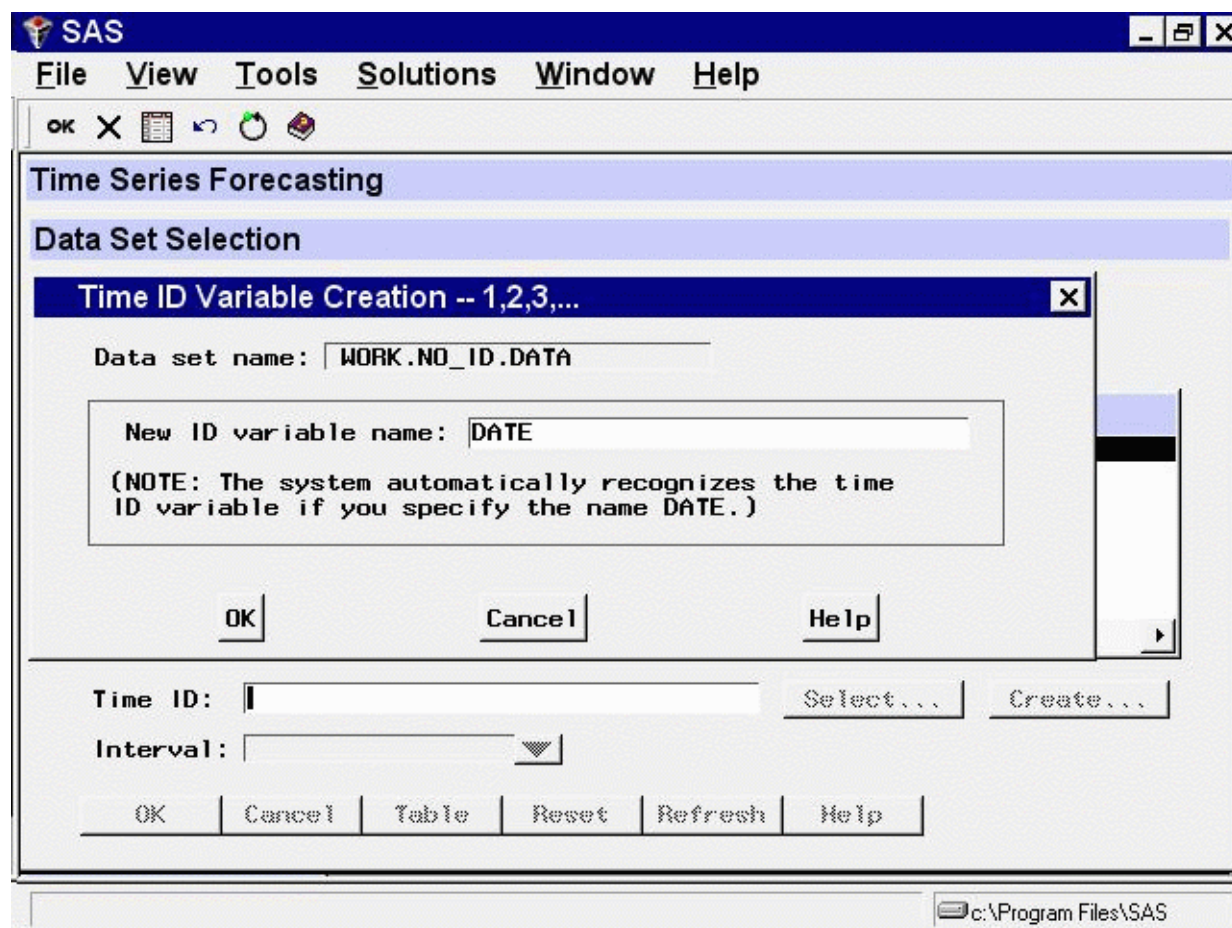 SAS
File View Tools Solutions Window Help
OK
Time Series Forecasting
Data Set Selection
Time ID Variable Creation -- 1,2,3,...
Data set name: WORK.NO_ID.DATA
New ID variable name: DATE
(NOTE: The system automatically recognizes the time
ID variable if you specify the name DATE.)
OK Cancel Help
Time ID: Select... Create...
Interval:
OK Cancel Table Reset Refresh Help
c:\Program Files\SAS